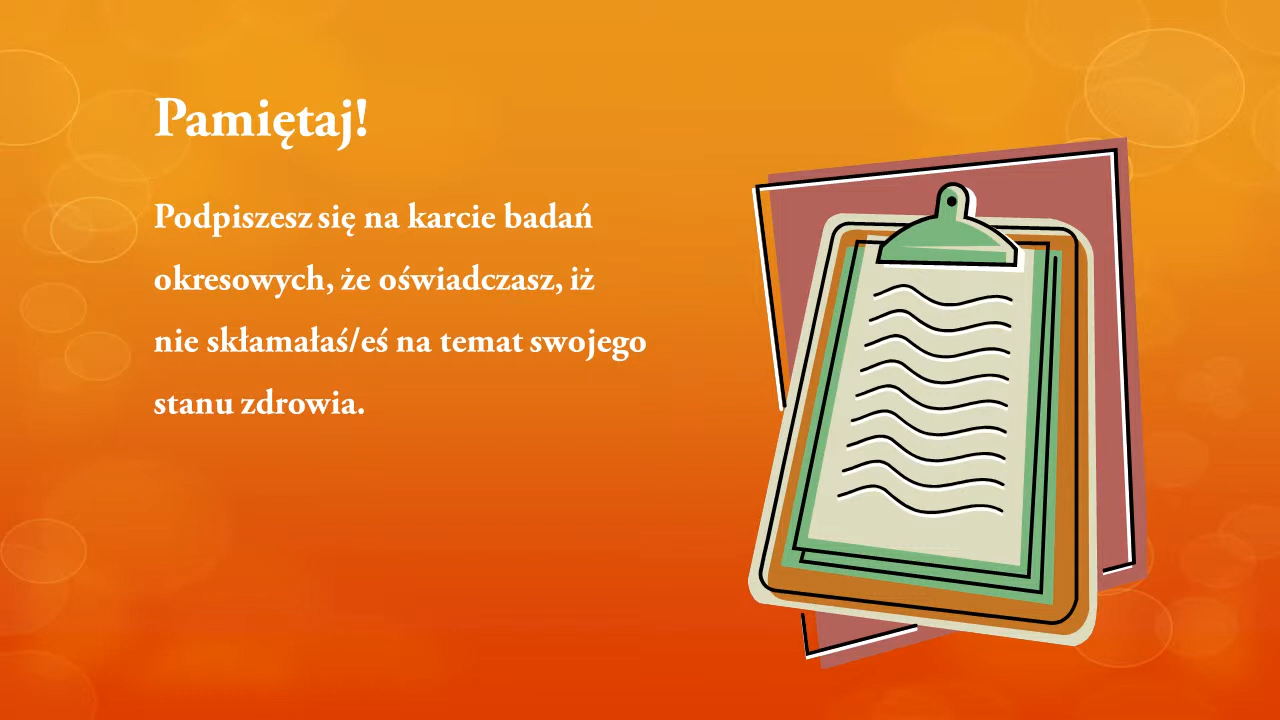 Pamiętaj!
Podpiszesz się na karcie badań
okresowych, że oświadczasz, iż
nie skłamałaś/eś na temat swojego
stanu zdrowia.